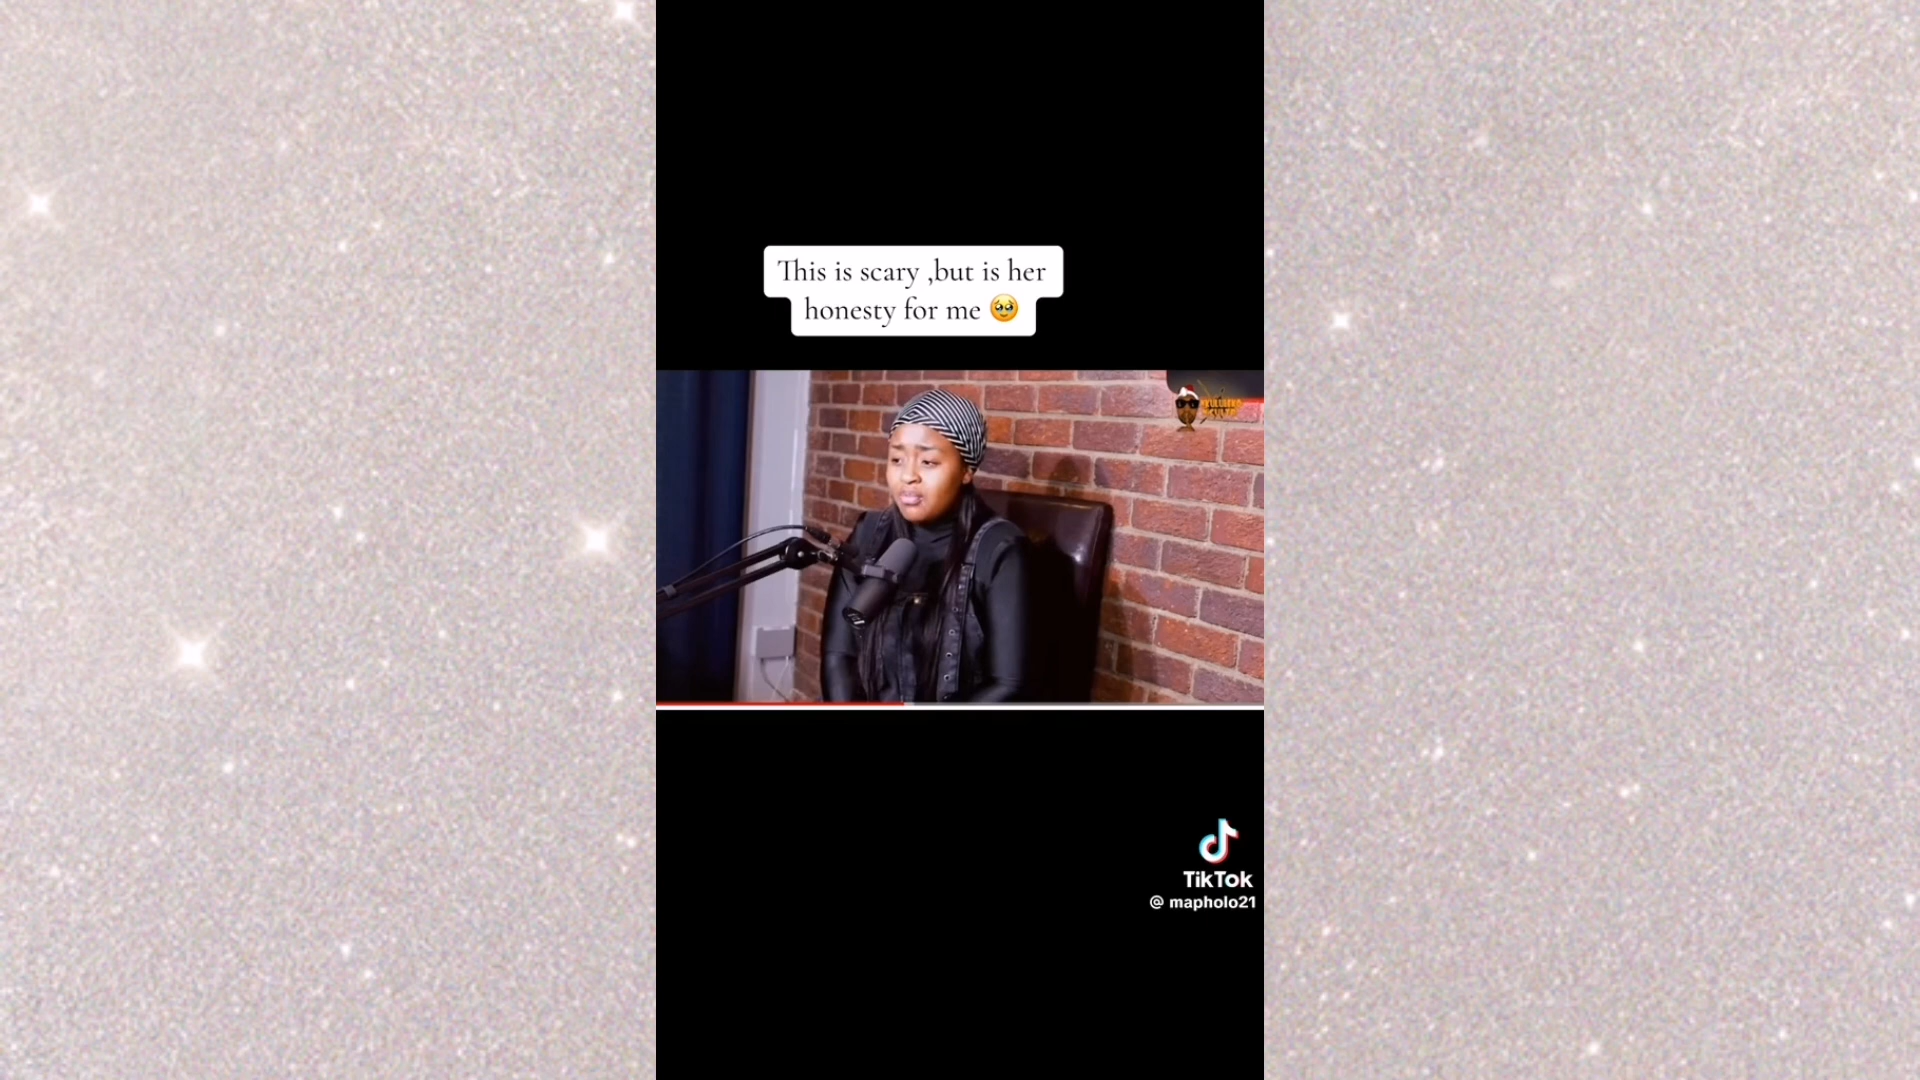 This is scary ,but is her
honesty for me 🥹
TikTok
@ mapholo21